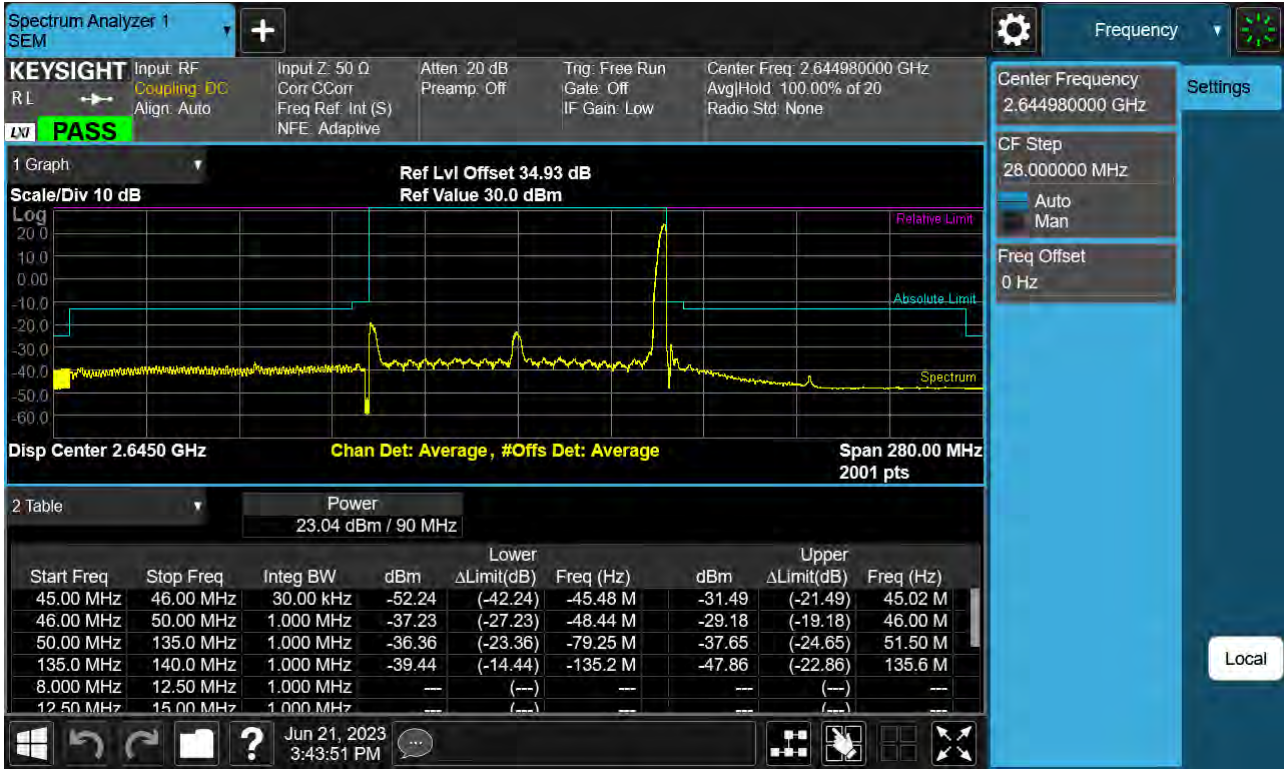 Spectrum Analyzer 1
SEM
Frequency
KEYSIGHT
RL
LXI
PASS
Input: RF
Coupling: DC
Align: Auto
Input Z: 50 Ω
Corr CCorr
Freq Ref: Int (S)
NFE: Adaptive
Atten: 20 dB
Preamp: Off
Trig: Free Run
Gate: Off
IF Gain: Low
Center Freq: 2.644980000 GHz
Avg|Hold: 100.00% of 20
Radio Std: None
Center Frequency
2.644980000 GHz
Settings
CF Step
28.000000 MHz
Auto
Man
Freq Offset
0 Hz
Local
1 Graph
Scale/Div 10 dB
Ref Lvl Offset 34.93 dB
Ref Value 30.0 dBm
Log
20.0
10.0
0.00
-10.0
-20.0
-30.0
-40.0
-50.0
-60.0
Relative Limit
Absolute Limit
Spectrum
Disp Center 2.6450 GHz
Chan Det: Average, #Offs Det: Average
Span 280.00 MHz
2001 pts
2 Table
Power
23.04 dBm / 90 MHz
Lower Upper
Start Freq Stop Freq Integ BW dBm ΔLimit(dB) Freq (Hz) dBm ΔLimit(dB) Freq (Hz)
45.00 MHz 46.00 MHz 30.00 kHz -52.24 (-42.24) -45.48 M -31.49 (-21.49) 45.02 M
46.00 MHz 50.00 MHz 1.000 MHz -37.23 (-27.23) -48.44 M -29.18 (-19.18) 46.00 M
50.00 MHz 135.0 MHz 1.000 MHz -36.36 (-23.36) -79.25 M -37.65 (-24.65) 51.50 M
135.0 MHz 140.0 MHz 1.000 MHz -39.44 (-14.44) -135.2 M -47.86 (-22.86) 135.6 M
8.000 MHz 12.50 MHz 1.000 MHz --- (---) --- --- (---) ---
12.50 MHz 15.00 MHz 1.000 MHz --- (---) --- --- (---) ---
Jun 21, 2023
3:43:51 PM